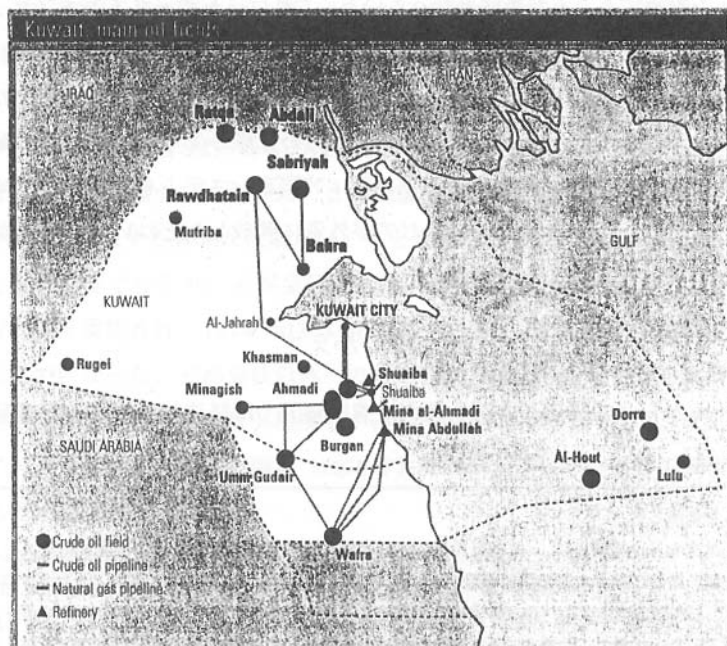 Kuwait, main oil fields
IRAQ
IRAN
Ratqa
Abdali
Sabriyah
Rawdhatain
Mutriba
Bahra
GULF
KUWAIT
Al-Jahrah
KUWAIT CITY
Khasman
Rugei
Shuaiba
Shuaiba
Minagish
Ahmadi
Mina al-Ahmadi
Mina Abdullah
Burgan
Dorra
SAUDI ARABIA
Umm Gudair
Al-Hout
Lulu
Wafra
Crude oil field
Crude oil pipeline
Natural gas pipeline
Refinery